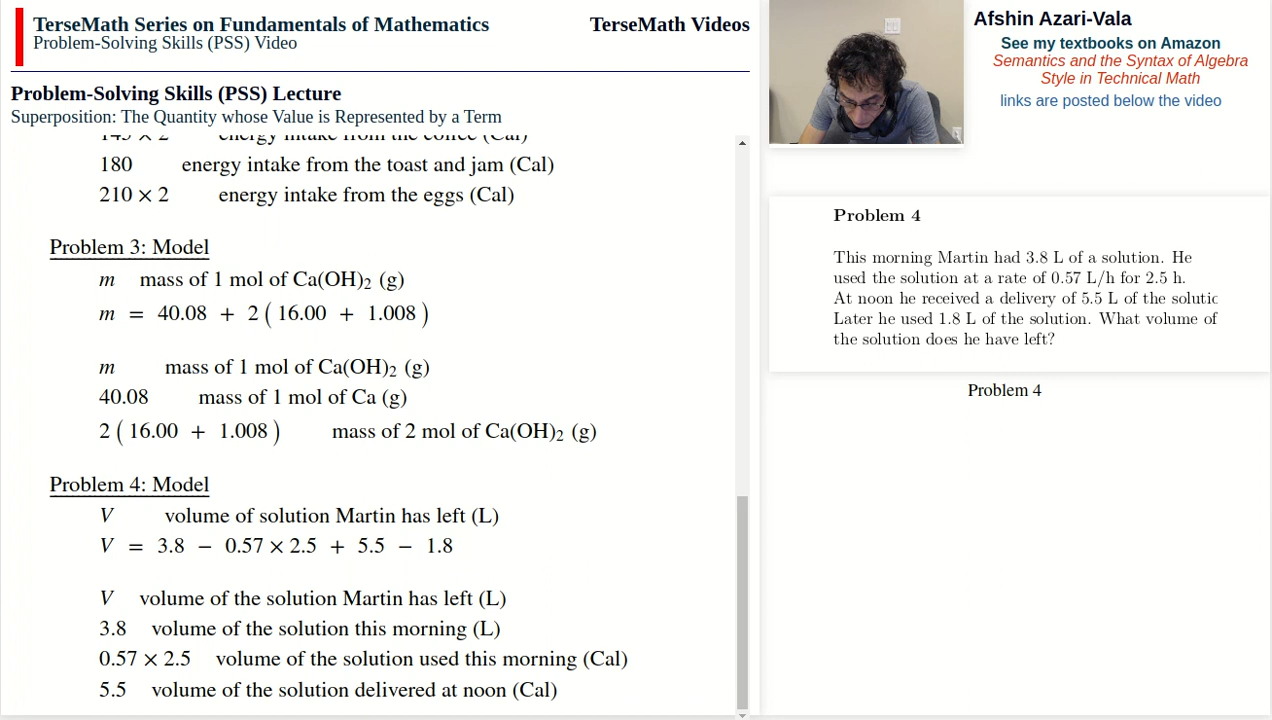 TerseMath Series on Fundamentals of Mathematics
Problem-Solving Skills (PSS) Video
TerseMath Videos
Problem-Solving Skills (PSS) Lecture
Superposition: The Quantity whose Value is Represented by a Term
145 × 2 energy intake from the coffee (Cal)
180 energy intake from the toast and jam (Cal)
210 × 2 energy intake from the eggs (Cal)
Problem 3: Model
m mass of 1 mol of Ca(OH)₂ (g)
m = 40.08 + 2 ( 16.00 + 1.008 )
m mass of 1 mol of Ca(OH)₂ (g)
40.08 mass of 1 mol of Ca (g)
2 ( 16.00 + 1.008 ) mass of 2 mol of Ca(OH)₂ (g)
Problem 4: Model
V volume of solution Martin has left (L)
V = 3.8 − 0.57 × 2.5 + 5.5 − 1.8
V volume of the solution Martin has left (L)
3.8 volume of the solution this morning (L)
0.57 × 2.5 volume of the solution used this morning (Cal)
5.5 volume of the solution delivered at noon (Cal)
Afshin Azari-Vala
See my textbooks on Amazon
Semantics and the Syntax of Algebra
Style in Technical Math
links are posted below the video
Problem 4
This morning Martin had 3.8 L of a solution. He
used the solution at a rate of 0.57 L/h for 2.5 h.
At noon he received a delivery of 5.5 L of the solutic
Later he used 1.8 L of the solution. What volume of
the solution does he have left?
Problem 4